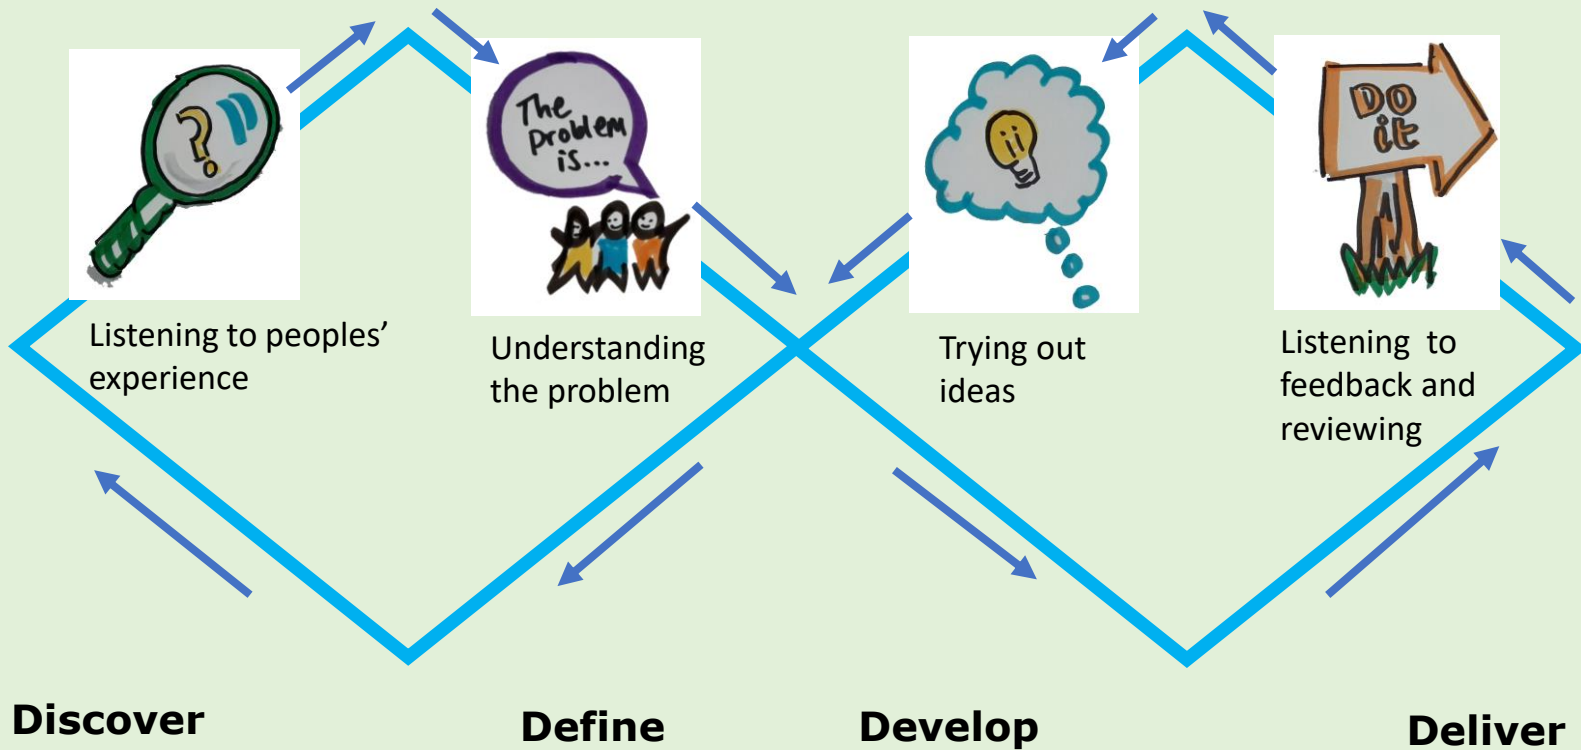 ?
The
problem
is...
DO
it
Listening to peoples’
experience
Understanding
the problem
Trying out
ideas
Listening  to
feedback and
reviewing
Discover
Define
Develop
Deliver